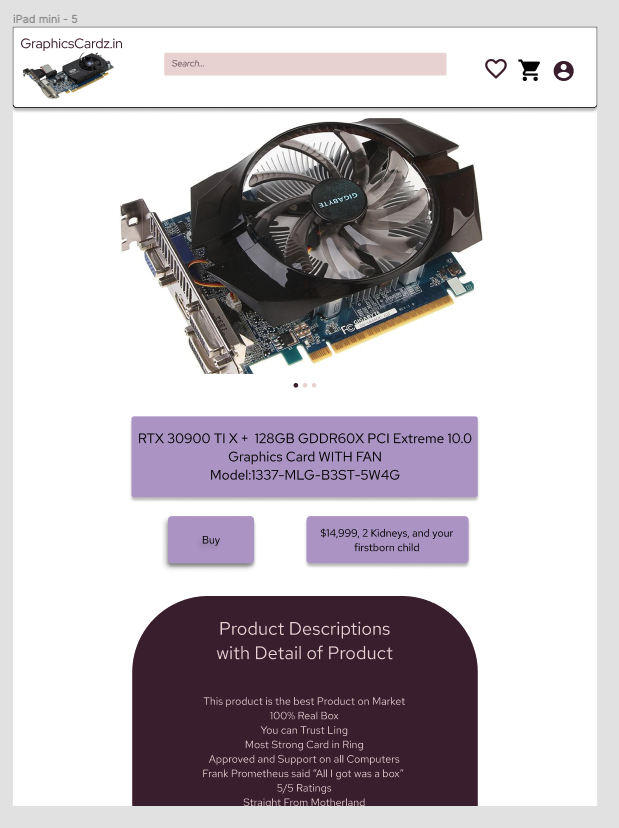 iPad mini - 5
GraphicsCardz.in
Search...
GIGABYTE
RTX 30900 TI X + 128GB GDDR60X PCI Extreme 10.0
Graphics Card WITH FAN
Model:1337-MLG-B3ST-5W4G
Buy
$14,999, 2 Kidneys, and your
firstborn child
Product Descriptions
with Detail of Product
This product is the best Product on Market
100% Real Box
You can Trust Ling
Most Strong Card in Ring
Approved and Support on all Computers
Frank Prometheus said “All I got was a box”
5/5 Ratings
Straight From Motherland